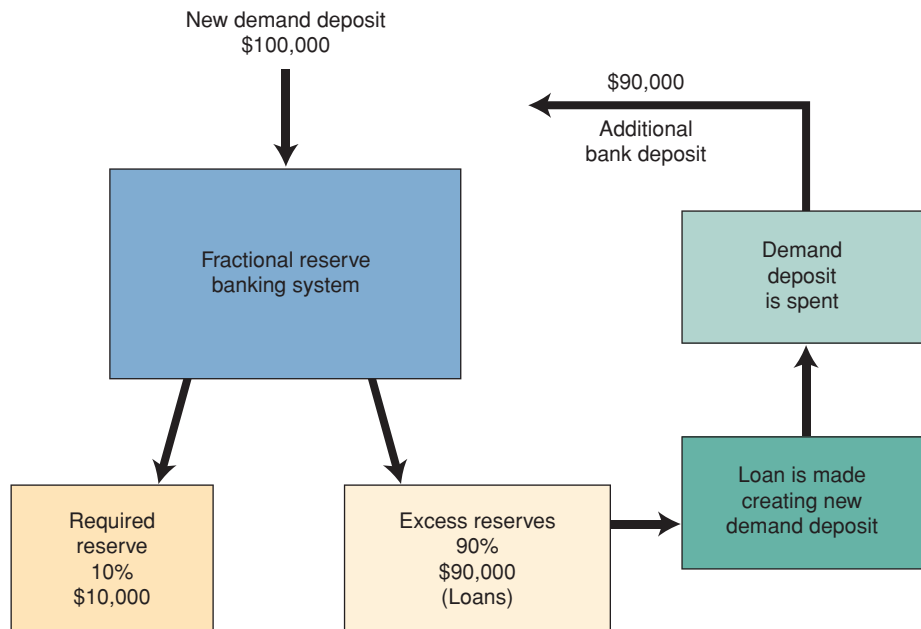 New demand deposit
$100,000
$90,000
Additional
bank deposit
Fractional reserve
banking system
Demand
deposit
is spent
Required
reserve
10%
$10,000
Excess reserves
90%
$90,000
(Loans)
Loan is made
creating new
demand deposit